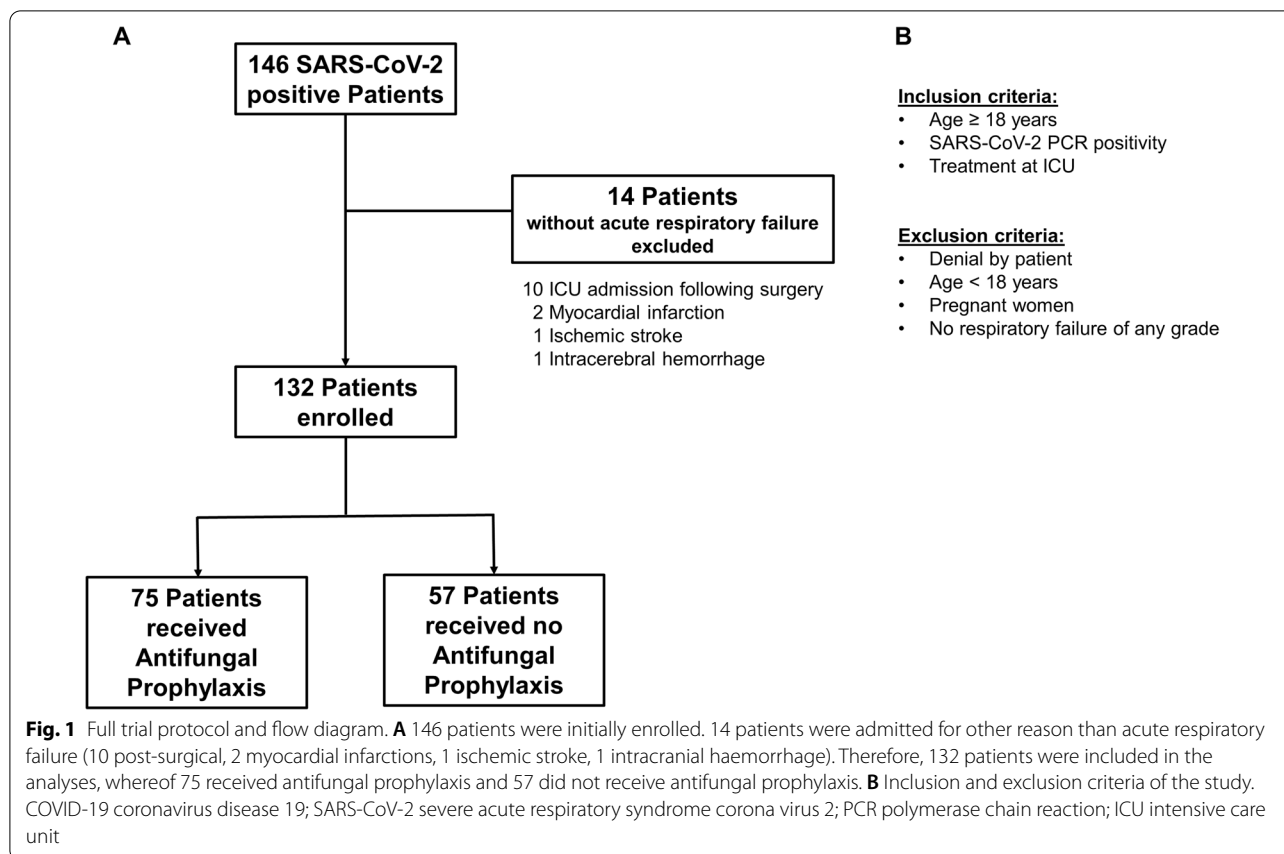 A
146 SARS-CoV-2
positive Patients
14 Patients
without acute respiratory failure
excluded
10 ICU admission following surgery
2 Myocardial infarction
1 Ischemic stroke
1 Intracerebral hemorrhage
132 Patients
enrolled
75 Patients
received
Antifungal
Prophylaxis
57 Patients
received no
Antifungal
Prophylaxis
B
Inclusion criteria:
• Age ≥ 18 years
• SARS-CoV-2 PCR positivity
• Treatment at ICU
Exclusion criteria:
• Denial by patient
• Age < 18 years
• Pregnant women
• No respiratory failure of any grade
Fig. 1 Full trial protocol and flow diagram. A 146 patients were initially enrolled. 14 patients were admitted for other reason than acute respiratory
failure (10 post-surgical, 2 myocardial infarctions, 1 ischemic stroke, 1 intracranial haemorrhage). Therefore, 132 patients were included in the
analyses, whereof 75 received antifungal prophylaxis and 57 did not receive antifungal prophylaxis. B Inclusion and exclusion criteria of the study.
COVID-19 coronavirus disease 19; SARS-CoV-2 severe acute respiratory syndrome corona virus 2; PCR polymerase chain reaction; ICU intensive care
unit